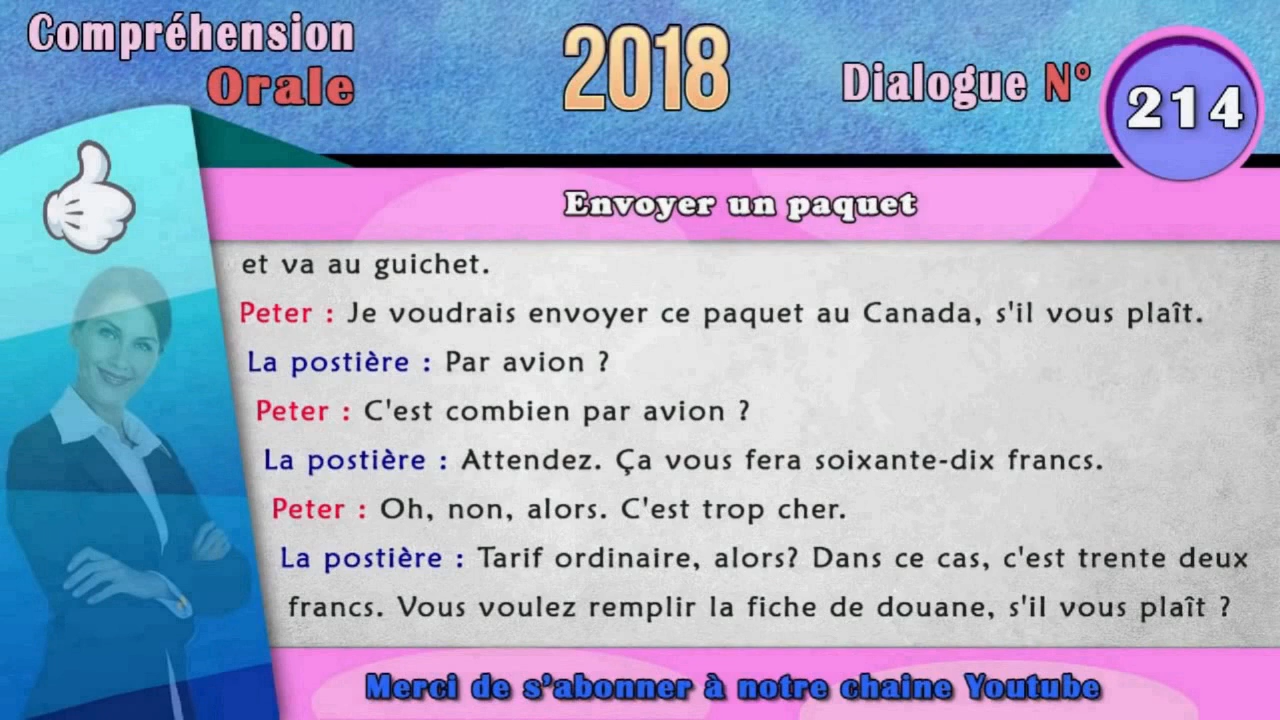 Compréhension
Orale
2018
Dialogue N°
214
Envoyer un paquet
et va au guichet.
Peter : Je voudrais envoyer ce paquet au Canada, s'il vous plaît.
La postière : Par avion ?
Peter : C'est combien par avion ?
La postière : Attendez. Ça vous fera soixante-dix francs.
Peter : Oh, non, alors. C'est trop cher.
La postière : Tarif ordinaire, alors? Dans ce cas, c'est trente deux
francs. Vous voulez remplir la fiche de douane, s'il vous plaît ?
Merci de s'abonner à notre chaine Youtube